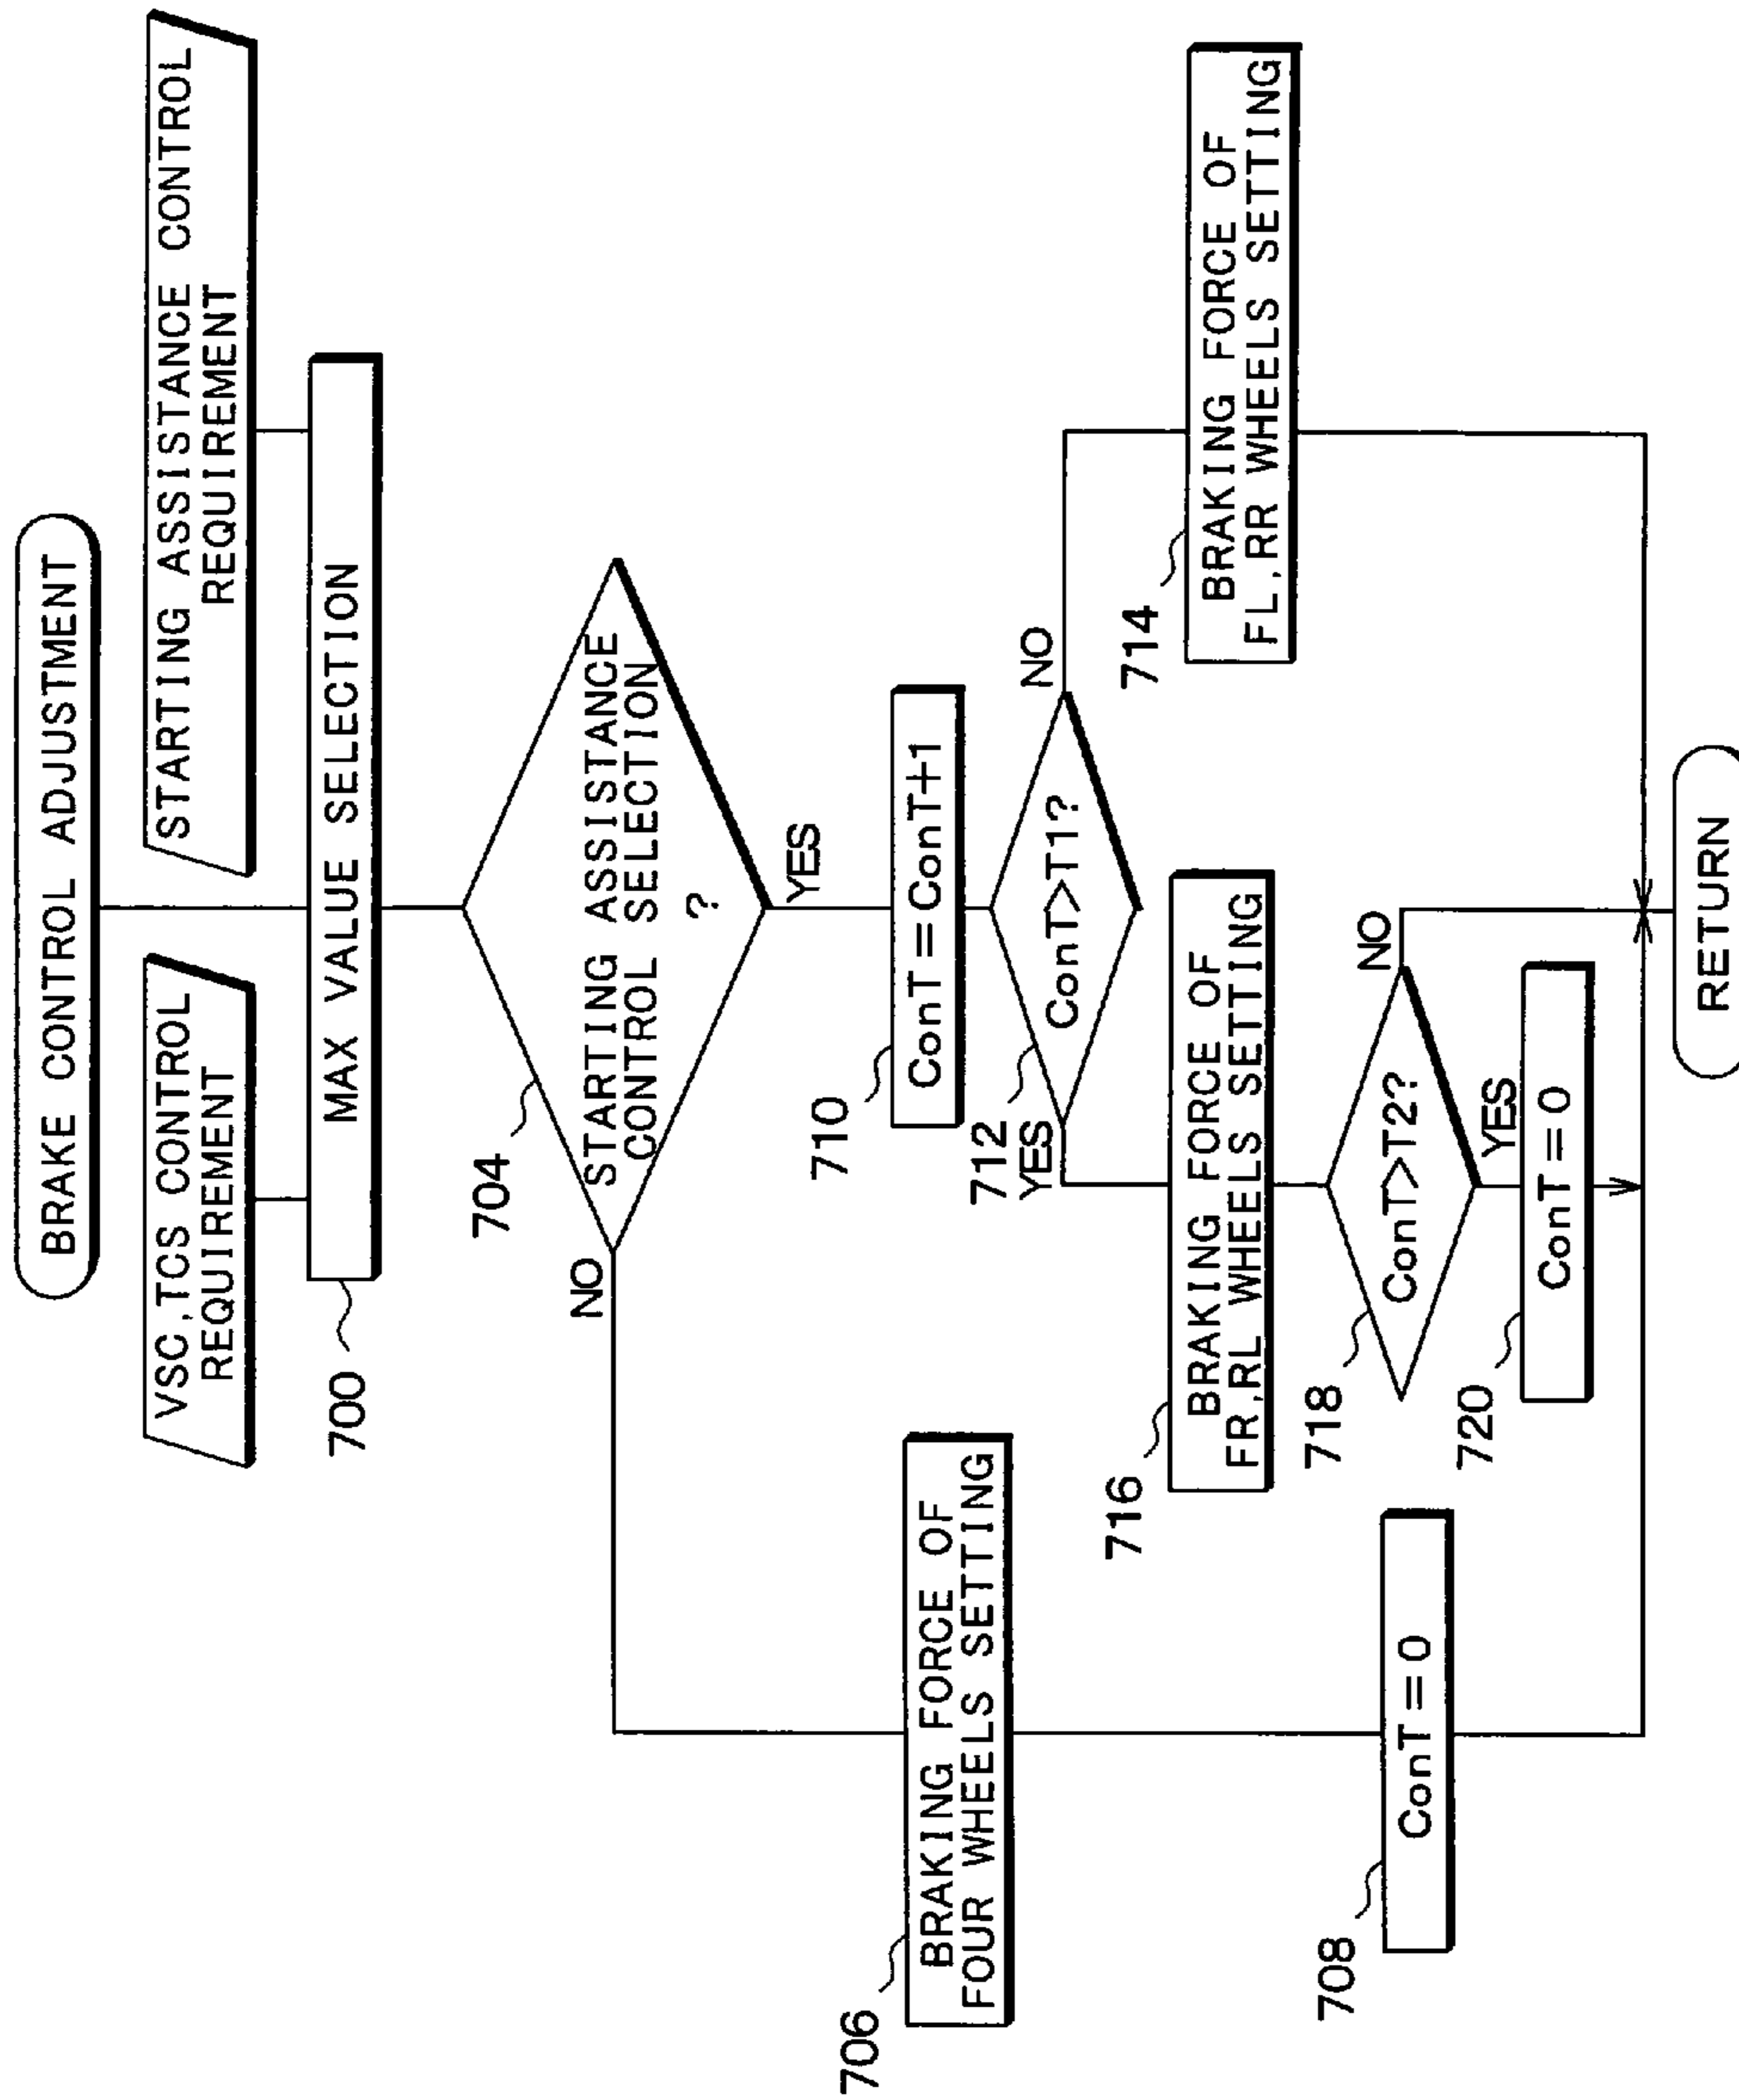 BRAKE CONTROL ADJUSTMENT
VSC,TCS CONTROL
REQUIREMENT
STARTING ASSISTANCE CONTROL
REQUIREMENT
700
MAX VALUE SELECTION
704
STARTING ASSISTANCE
CONTROL SELECTION
?
NO
YES
706
BRAKING FORCE OF
FOUR WHEELS SETTING
710
ConT=ConT+1
712
ConT>T1?
YES
NO
716
BRAKING FORCE OF
FR,RL WHEELS SETTING
714
BRAKING FORCE OF
FL,RR WHEELS SETTING
708
ConT=0
718
ConT>T2?
NO
YES
720
ConT=0
RETURN